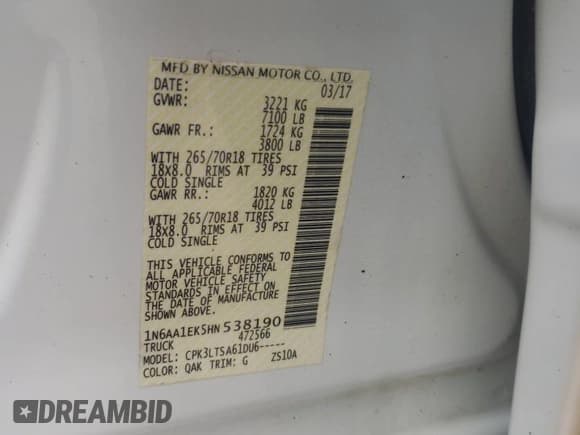 MFD BY NISSAN MOTOR CO., LTD.
DATE: 03/17
GVWR: 3221 KG
7100 LB
GAWR FR.: 1724 KG
3800 LB
WITH 265/70R18 TIRES
18x8.0 RIMS AT 39 PSI
COLD SINGLE
GAWR RR.: 1820 KG
4012 LB
WITH 265/70R18 TIRES
18x8.0 RIMS AT 39 PSI
COLD SINGLE
THIS VEHICLE CONFORMS TO
ALL APPLICABLE FEDERAL
MOTOR VEHICLE SAFETY
STANDARDS IN EFFECT ON
THE DATE OF MANUFACTURE
SHOWN ABOVE.
1N6AA1EK5HN538190
TRUCK 472566
MODEL: CPK3LTSA61DU6-----
COLOR: QAK TRIM: G ZS10A
DREAMBID